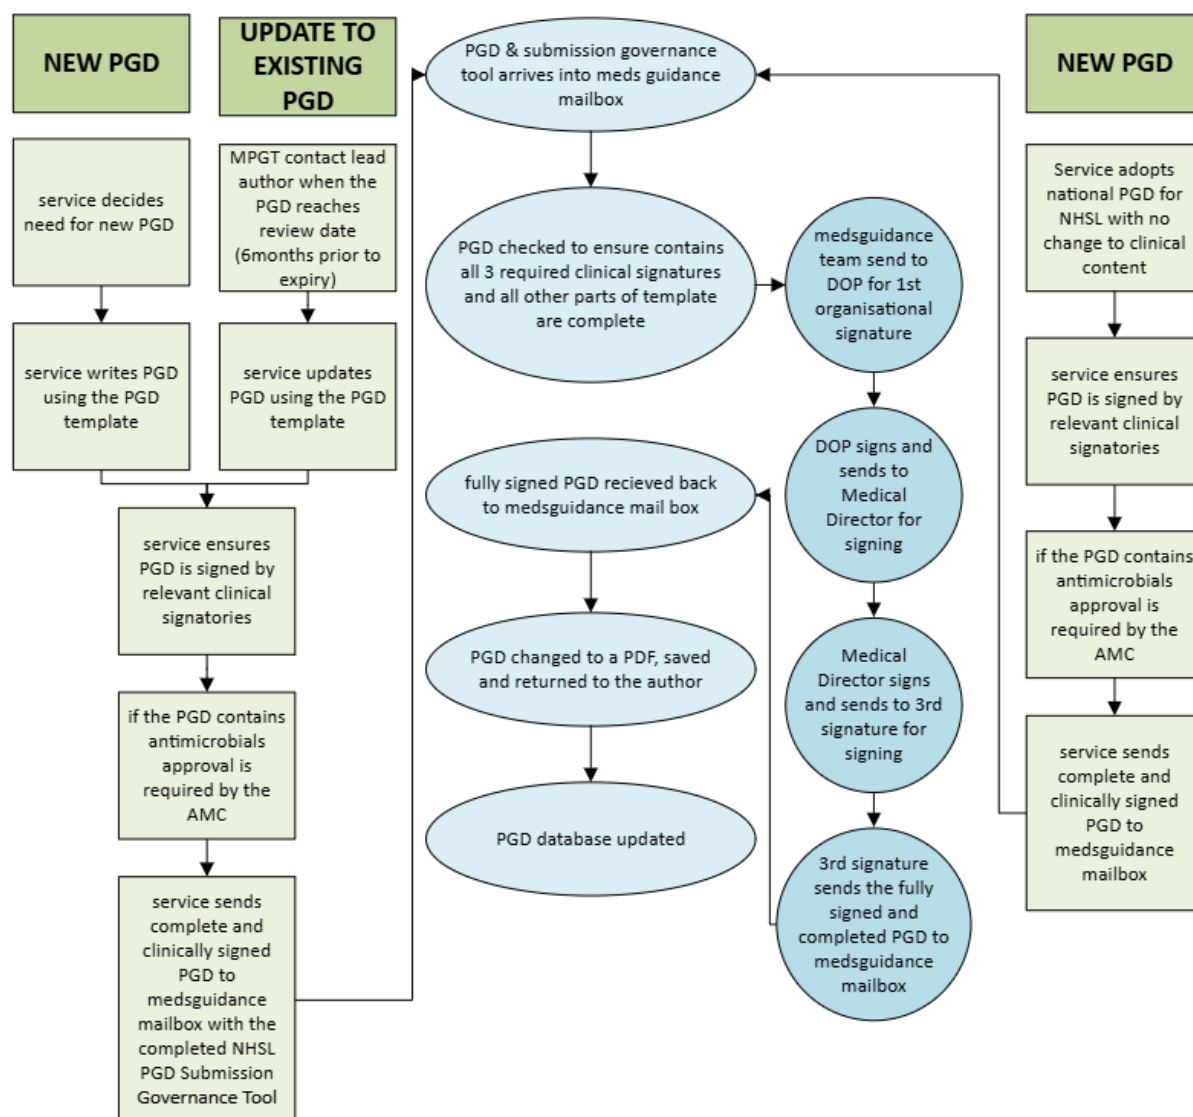 NEW PGD
service decides
need for new PGD
service writes PGD
using the PGD
template
UPDATE TO
EXISTING
PGD
MPGT contact lead
author when the
PGD reaches
review date
(6months prior to
expiry)
service updates
PGD using the PGD
template
service ensures
PGD is signed by
relevant clinical
signatories
if the PGD contains
antimicrobials
approval is
required by the
AMC
service sends
complete and
clinically signed
PGD to
medsguidance
mailbox with the
completed NHSL
PGD Submission
Governance Tool
PGD & submission governance
tool arrives into meds guidance
mailbox
PGD checked to ensure contains
all 3 required clinical signatures
and all other parts of template
are complete
medsguidance
team send to
DOP for 1st
organisational
signature
DOP signs and
sends to
Medical
Director for
signing
Medical
Director signs
and sends to 3rd
signature for
signing
3rd signature
sends the fully
signed and
completed PGD to
medsguidance
mailbox
fully signed PGD recieved back
to medsguidance mail box
PGD changed to a PDF, saved
and returned to the author
PGD database updated
NEW PGD
Service adopts
national PGD for
NHSL with no
change to clinical
content
service ensures
PGD is signed by
relevant clinical
signatories
if the PGD contains
antimicrobials
approval is
required by the
AMC
service sends
complete and
clinically signed
PGD to
medsguidance
mailbox